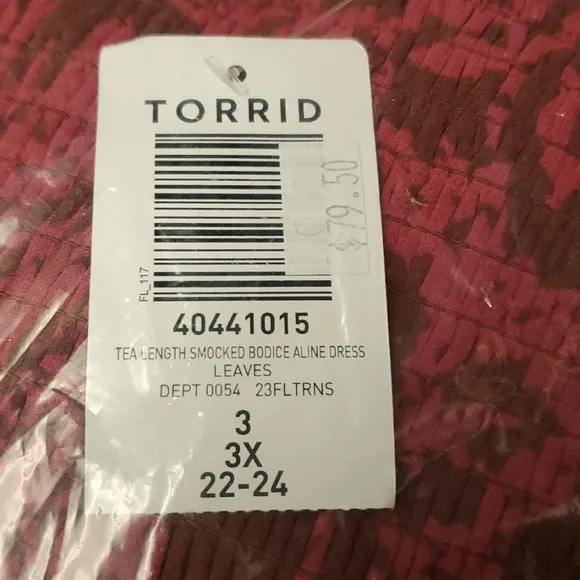 TORRID
$79.50
FL_117
40441015
TEA LENGTH SMOCKED BODICE ALINE DRESS
LEAVES
DEPT 0054 23FLTRNS
3
3X
22-24